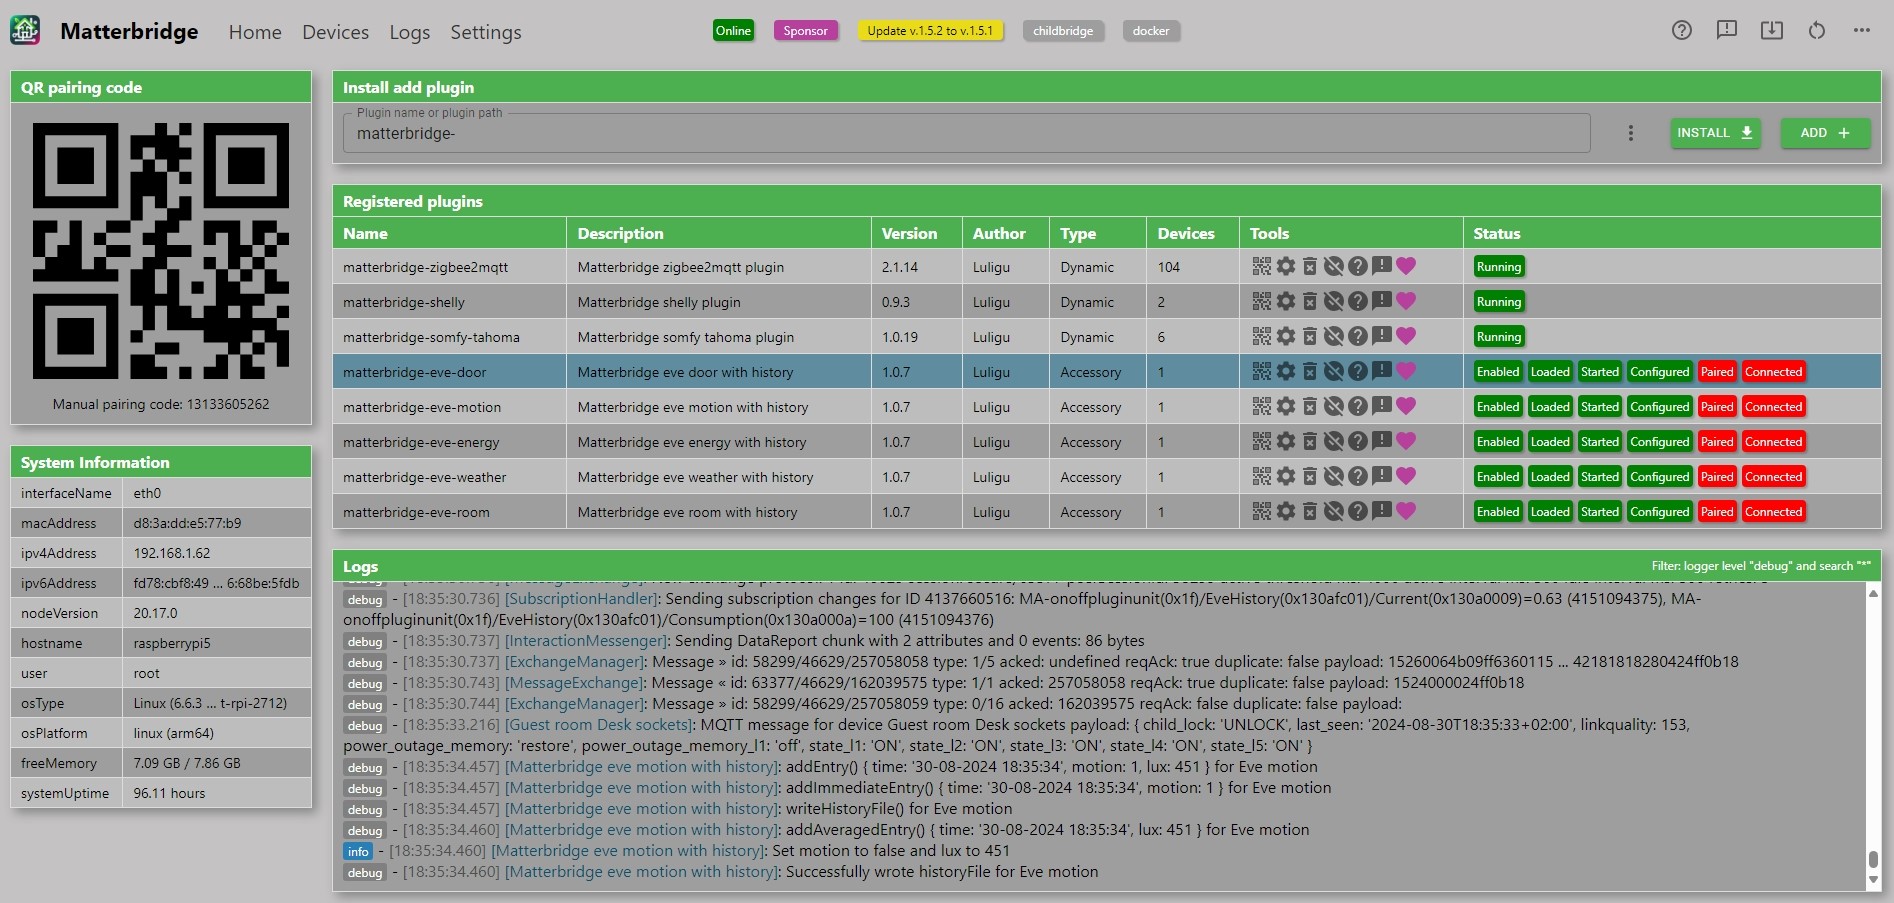 Matterbridge Home Devices Logs Settings Online Sponsor Update v.1.5.2 to v.1.5.1 childbridge docker
QR pairing code
Manual pairing code: 13133605262
System Information
interfaceName eth0
macAddress d8:3a:dd:e5:77:b9
ipv4Address 192.168.1.62
ipv6Address fd78:cbf8:49 ... 6:68be:5fdb
nodeVersion 20.17.0
hostname raspberrypi5
user root
osType Linux (6.6.3 ... t-rpi-2712)
osPlatform linux (arm64)
freeMemory 7.09 GB / 7.86 GB
systemUptime 96.11 hours
Install add plugin
Plugin name or plugin path
matterbridge-
INSTALL ADD
Registered plugins
Name Description Version Author Type Devices Tools Status
matterbridge-zigbee2mqtt Matterbridge zigbee2mqtt plugin 2.1.14 Luligu Dynamic 104 Running
matterbridge-shelly Matterbridge shelly plugin 0.9.3 Luligu Dynamic 2 Running
matterbridge-somfy-tahoma Matterbridge somfy tahoma plugin 1.0.19 Luligu Dynamic 6 Running
matterbridge-eve-door Matterbridge eve door with history 1.0.7 Luligu Accessory 1 Enabled Loaded Started Configured Paired Connected
matterbridge-eve-motion Matterbridge eve motion with history 1.0.7 Luligu Accessory 1 Enabled Loaded Started Configured Paired Connected
matterbridge-eve-energy Matterbridge eve energy with history 1.0.7 Luligu Accessory 1 Enabled Loaded Started Configured Paired Connected
matterbridge-eve-weather Matterbridge eve weather with history 1.0.7 Luligu Accessory 1 Enabled Loaded Started Configured Paired Connected
matterbridge-eve-room Matterbridge eve room with history 1.0.7 Luligu Accessory 1 Enabled Loaded Started Configured Paired Connected
Logs Filter: logger level "debug" and search "*"
debug - [18:35:30.736] [SubscriptionHandler]: Sending subscription changes for ID 4137660516: MA-onoffpluginunit(0x1f)/EveHistory(0x130afc01)/Current(0x130a0009)=0.63 (4151094375), MA-
onoffpluginunit(0x1f)/EveHistory(0x130afc01)/Consumption(0x130a000a)=100 (4151094376)
debug - [18:35:30.737] [InteractionMessenger]: Sending DataReport chunk with 2 attributes and 0 events: 86 bytes
debug - [18:35:30.737] [ExchangeManager]: Message » id: 58299/46629/257058058 type: 1/5 acked: undefined reqAck: true duplicate: false payload: 15260064b09ff6360115 ... 42181818280424ff0b18
debug - [18:35:30.743] [MessageExchange]: Message « id: 63377/46629/162039575 type: 1/1 acked: 257058058 reqAck: true duplicate: false payload: 1524000024ff0b18
debug - [18:35:30.744] [ExchangeManager]: Message » id: 58299/46629/257058059 type: 0/16 acked: 162039575 reqAck: false duplicate: false payload:
debug - [18:35:33.216] [Guest room Desk sockets]: MQTT message for device Guest room Desk sockets payload: { child_lock: 'UNLOCK', last_seen: '2024-08-30T18:35:33+02:00', linkquality: 153,
power_outage_memory: 'restore', power_outage_memory_l1: 'off', state_l1: 'ON', state_l2: 'ON', state_l3: 'ON', state_l4: 'ON', state_l5: 'ON' }
debug - [18:35:34.457] [Matterbridge eve motion with history]: addEntry() { time: '30-08-2024 18:35:34', motion: 1, lux: 451 } for Eve motion
debug - [18:35:34.457] [Matterbridge eve motion with history]: addImmediateEntry() { time: '30-08-2024 18:35:34', motion: 1 } for Eve motion
debug - [18:35:34.457] [Matterbridge eve motion with history]: writeHistoryFile() for Eve motion
debug - [18:35:34.460] [Matterbridge eve motion with history]: addAveragedEntry() { time: '30-08-2024 18:35:34', lux: 451 } for Eve motion
info - [18:35:34.460] [Matterbridge eve motion with history]: Set motion to false and lux to 451
debug - [18:35:34.460] [Matterbridge eve motion with history]: Successfully wrote historyFile for Eve motion